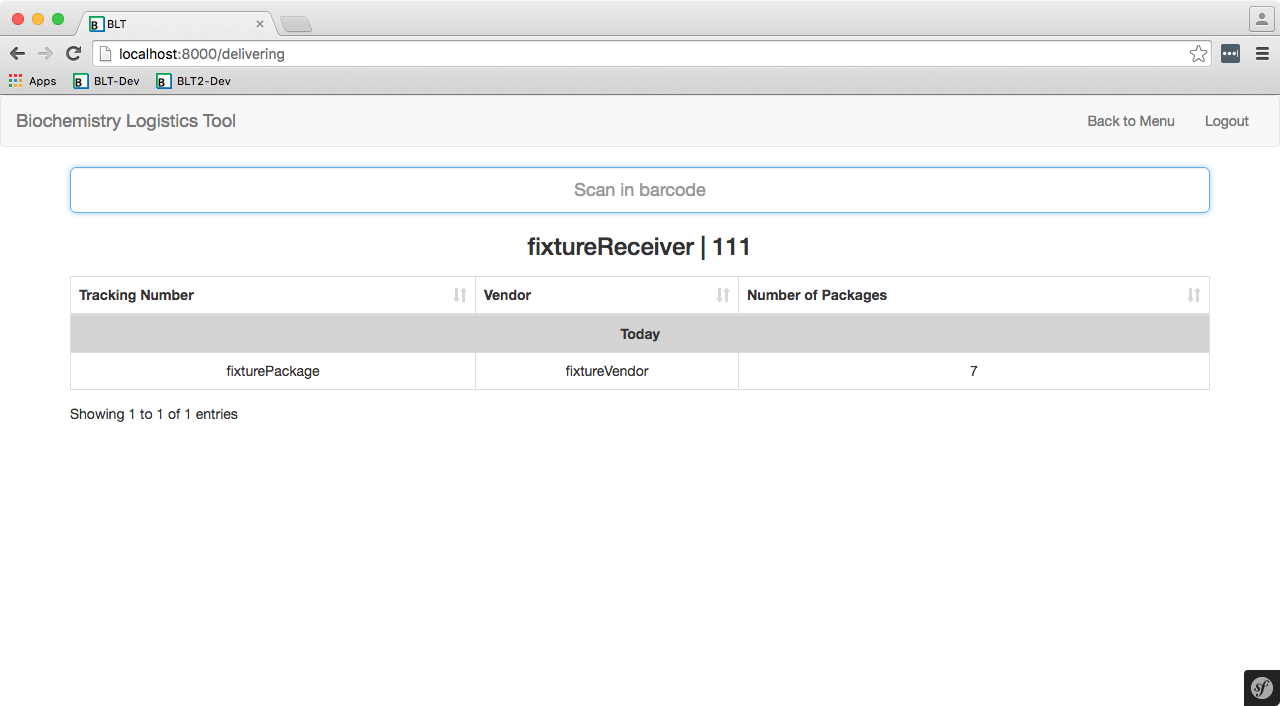 B BLT
localhost:8000/delivering
Apps B BLT-Dev B BLT2-Dev
Biochemistry Logistics Tool Back to Menu Logout
Scan in barcode
fixtureReceiver | 111
Tracking Number Vendor Number of Packages
Today
fixturePackage fixtureVendor 7
Showing 1 to 1 of 1 entries
sf